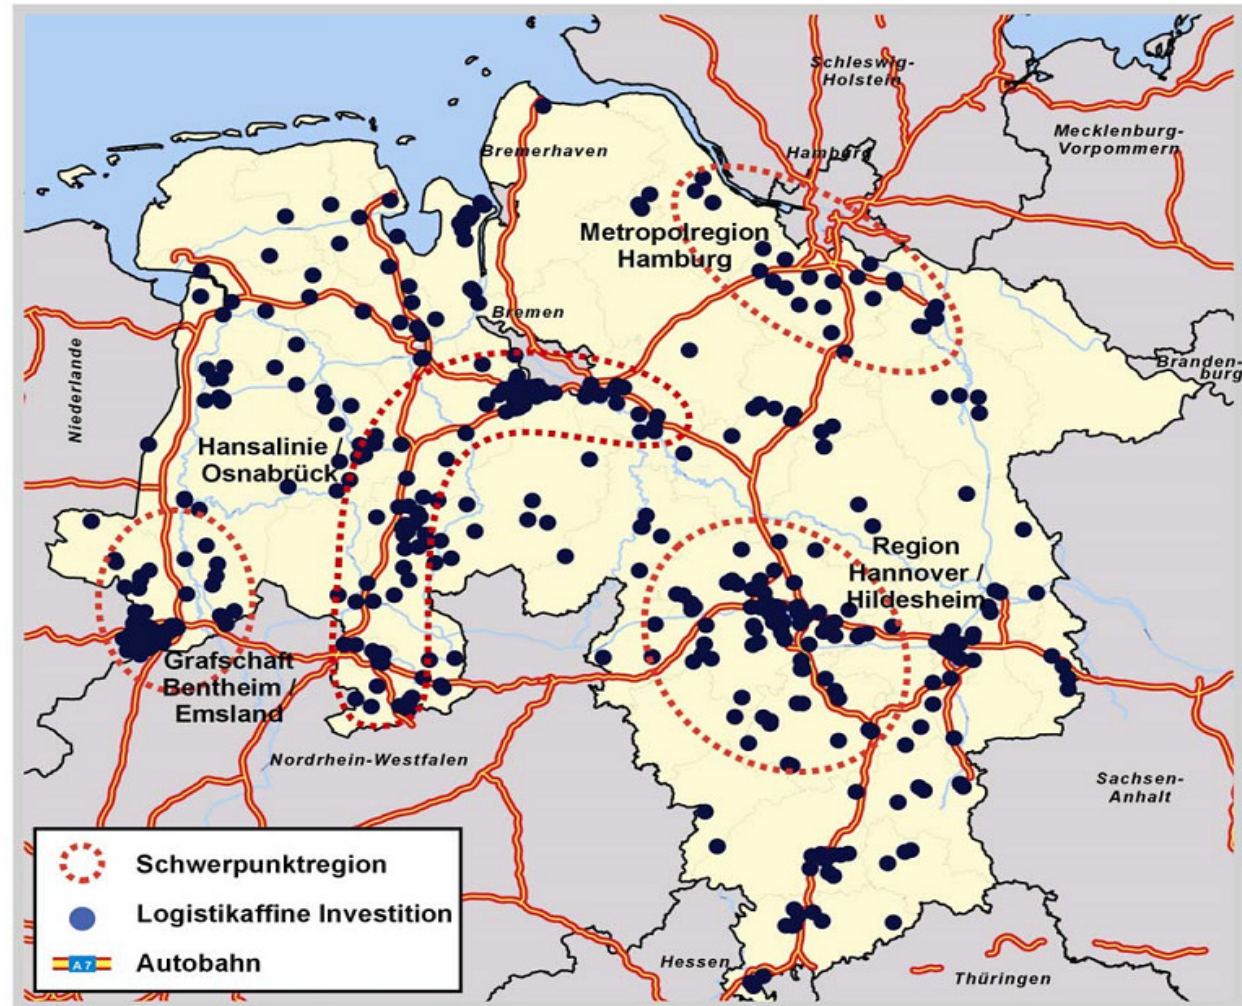 Schleswig-
Holstein
Mecklenburg-
Vorpommern
Hamburg
Bremerhaven
Metropolregion
Hamburg
Bremen
Niederlande
Branden-
burg
Hansalinie /
Osnabrück
Region
Hannover /
Hildesheim
Grafschaft
Bentheim /
Emsland
Nordrhein-Westfalen
Sachsen-
Anhalt
Schwerpunktregion
Logistikaffine Investition
A 7
Autobahn
Hessen
Thüringen